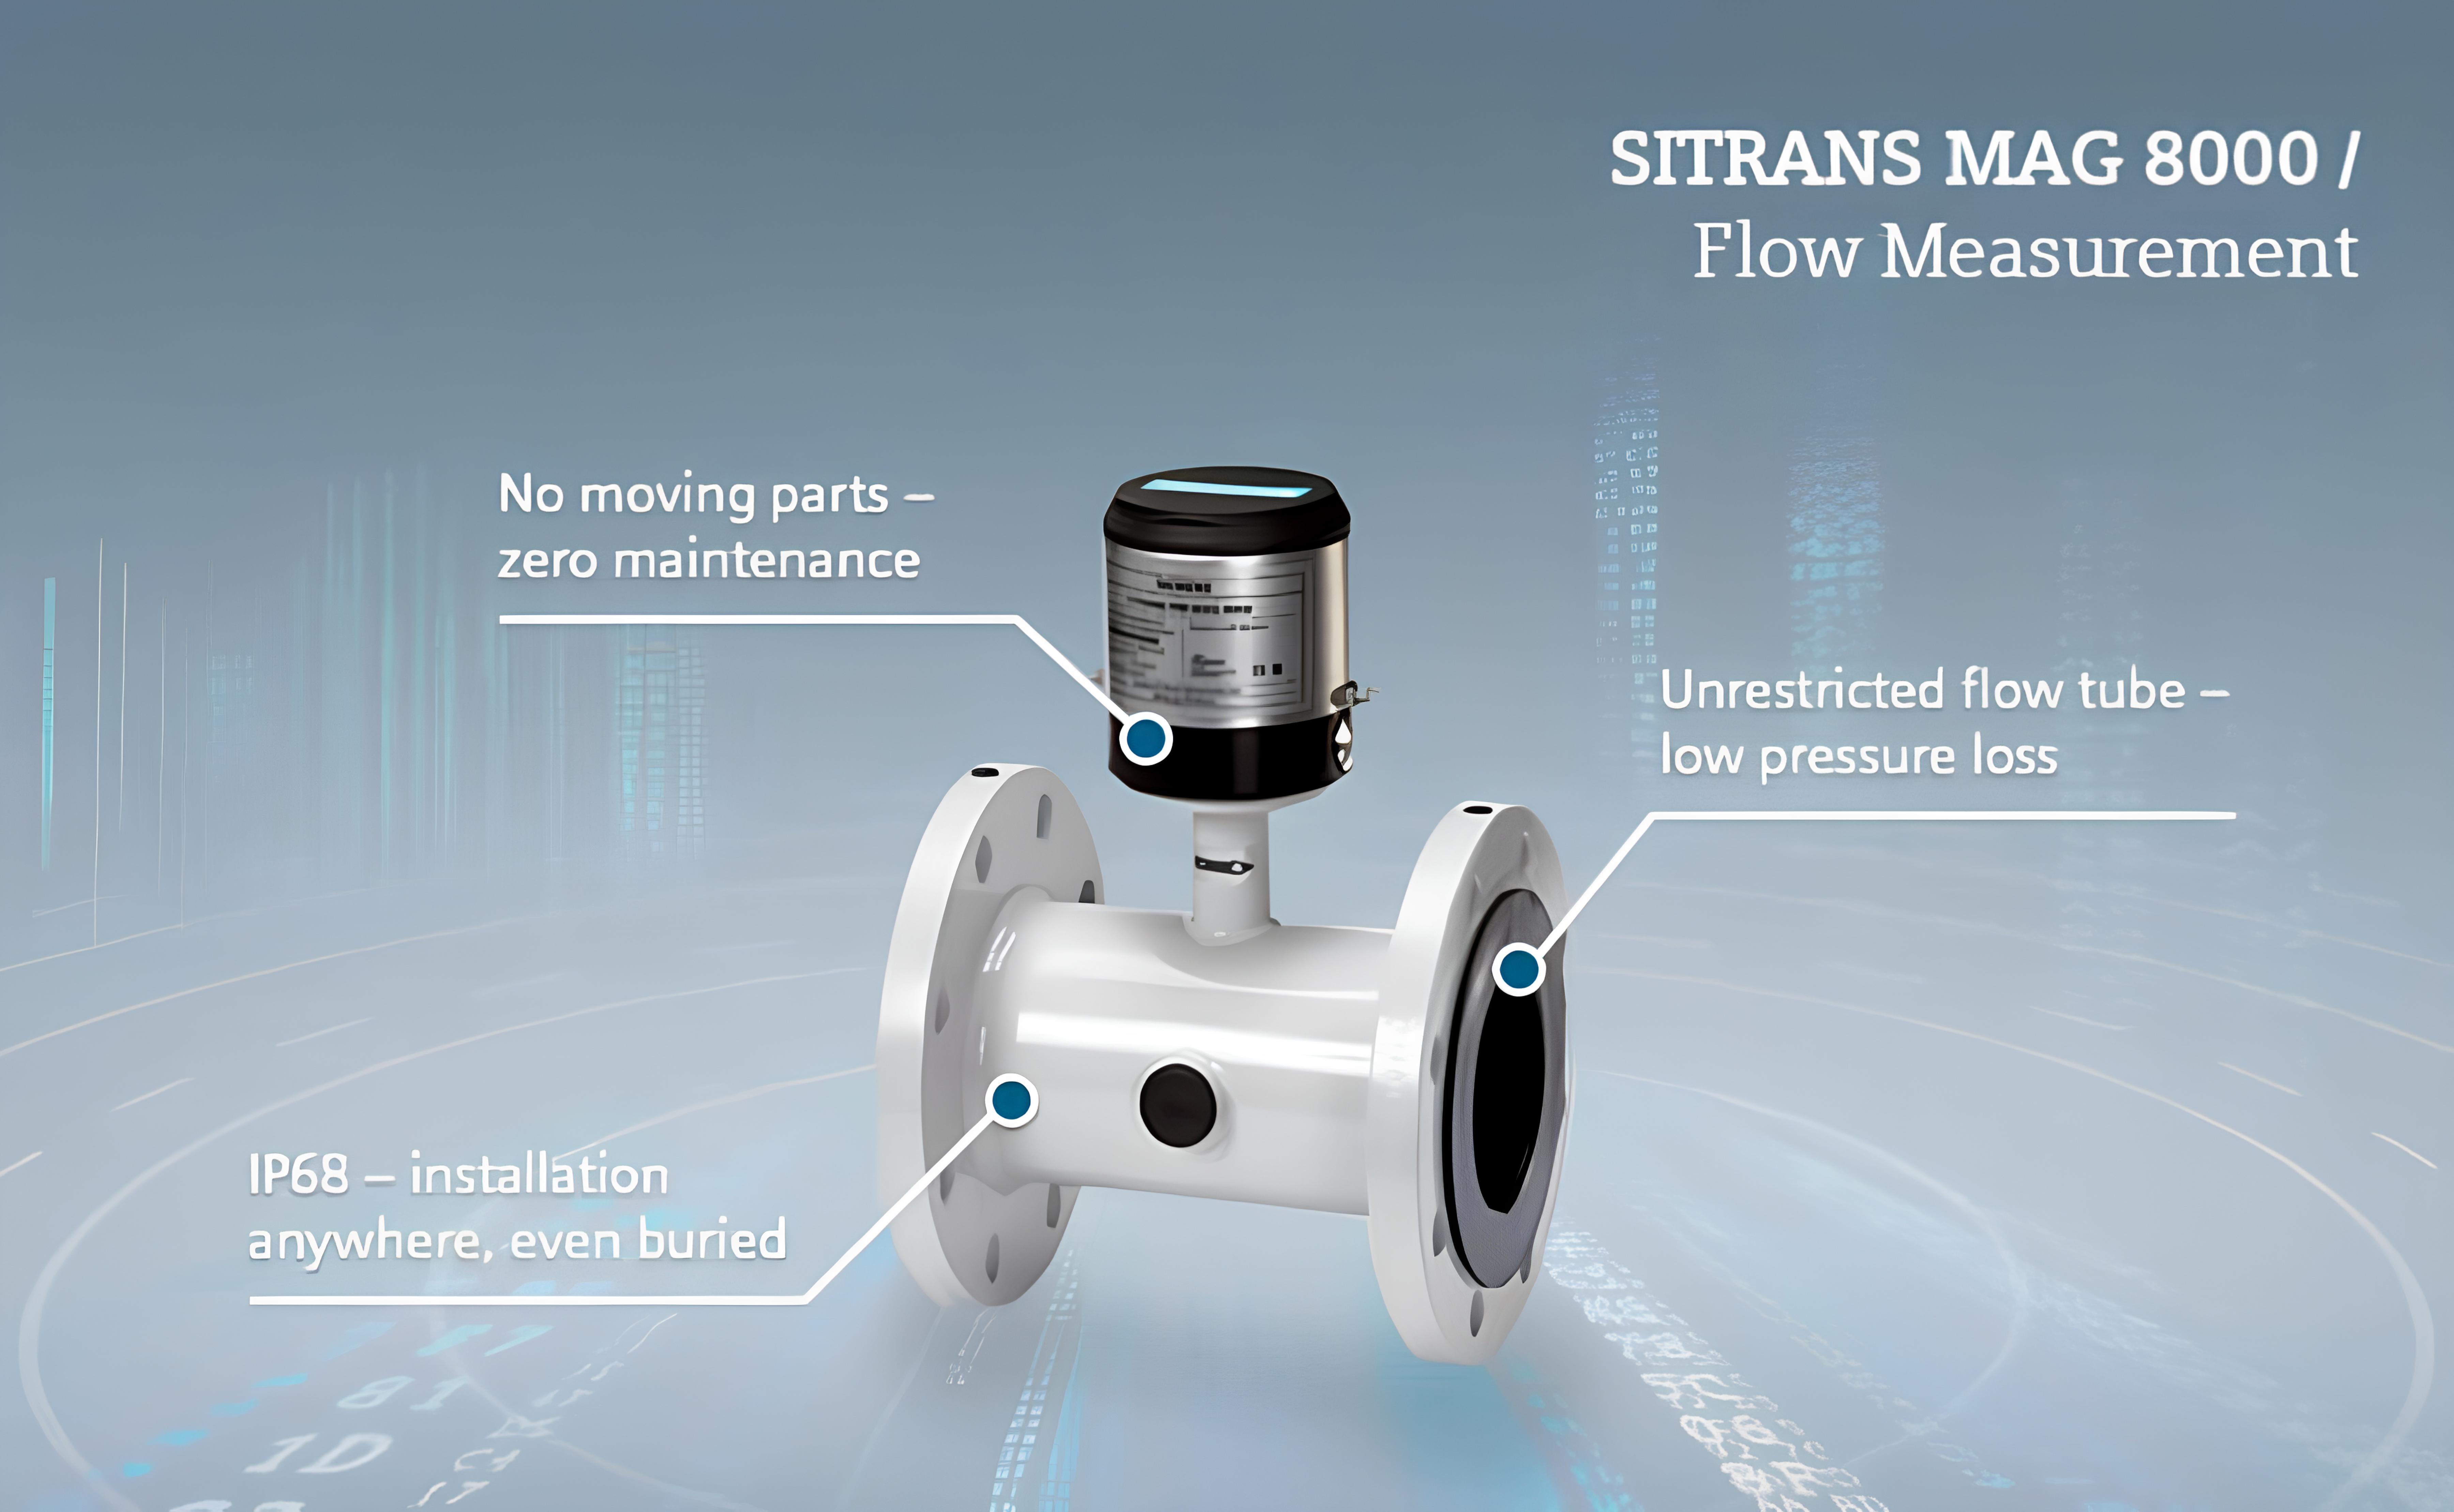 SITRANS MAG 8000 /
Flow Measurement
No moving parts –
zero maintenance
Unrestricted flow tube –
low pressure loss
IP68 – installation
anywhere, even buried